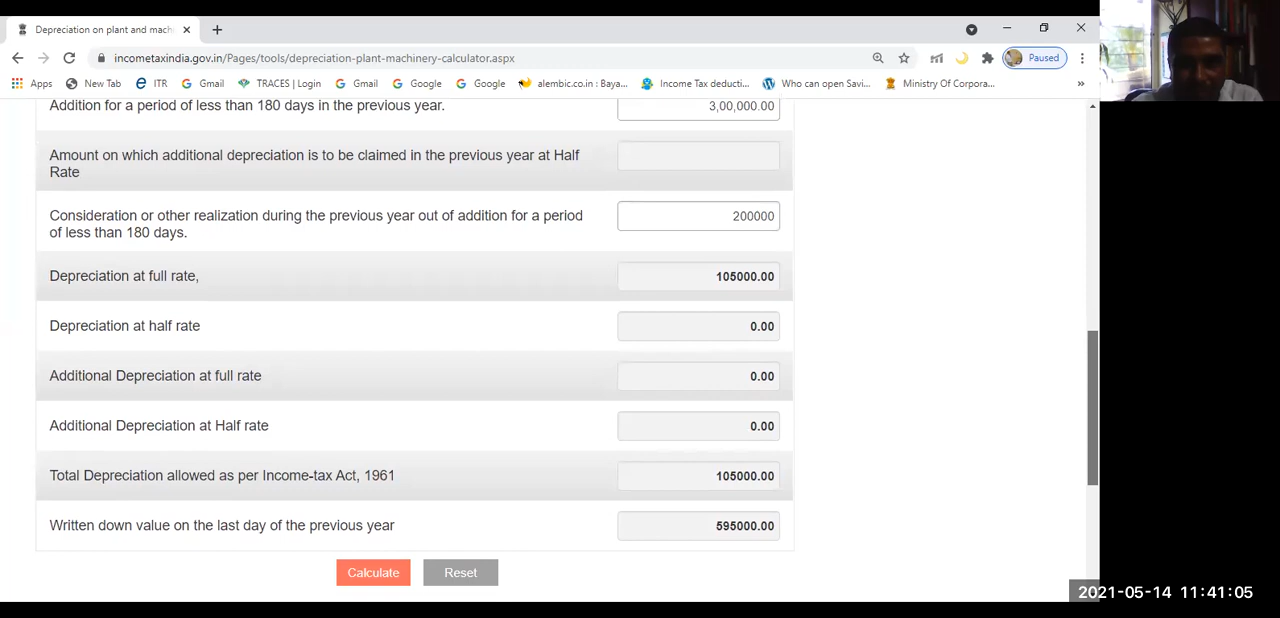 Depreciation on plant and mach
incometaxindia.gov.in/Pages/tools/depreciation-plant-machinery-calculator.aspx
Paused
Apps New Tab ITR Gmail TRACES | Login Gmail Google Google alembic.co.in : Baya... Income Tax deducti... Who can open Savi... Ministry Of Corpora... »
Addition for a period of less than 180 days in the previous year. 3,00,000.00
Amount on which additional depreciation is to be claimed in the previous year at Half
Rate
Consideration or other realization during the previous year out of addition for a period 200000
of less than 180 days.
Depreciation at full rate, 105000.00
Depreciation at half rate 0.00
Additional Depreciation at full rate 0.00
Additional Depreciation at Half rate 0.00
Total Depreciation allowed as per Income-tax Act, 1961 105000.00
Written down value on the last day of the previous year 595000.00
Calculate Reset
2021-05-14 11:41:05